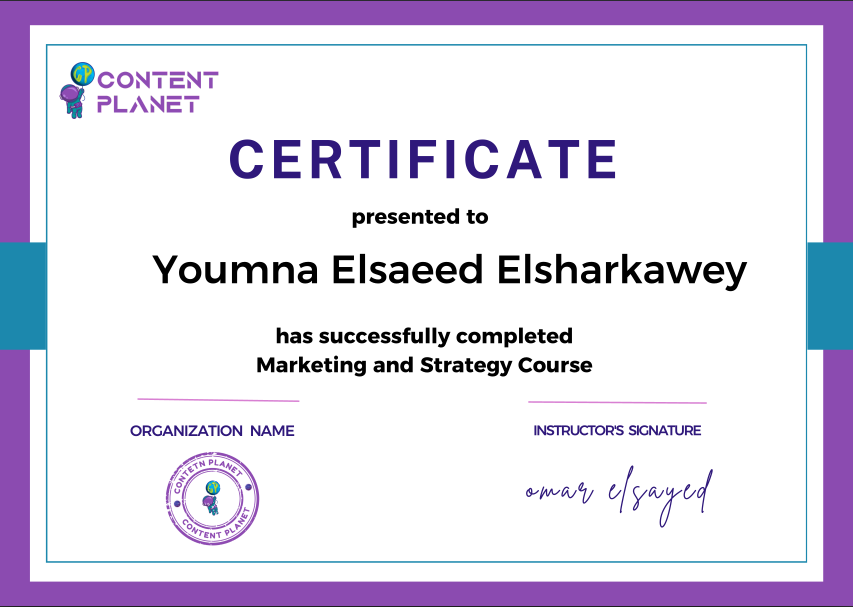 CONTENT
PLANET
CERTIFICATE
presented to
Youmna Elsaeed Elsharkawey
has successfully completed
Marketing and Strategy Course
ORGANIZATION NAME
INSTRUCTOR'S SIGNATURE
CONTETN PLANET
CONTENT PLANET
omar elsayed